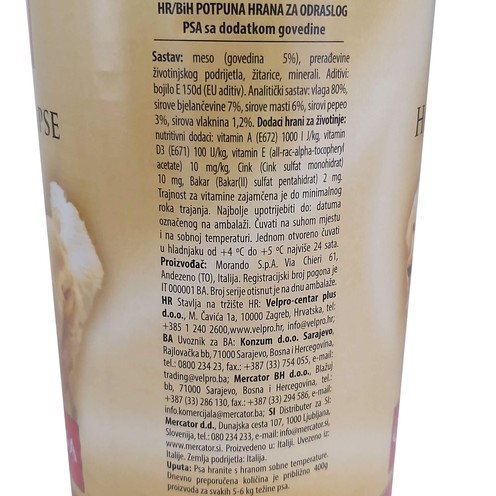 HR/BiH POTPUNA HRANA ZA ODRASLOG
PSA sa dodatkom govedine
Sastav: meso (govedina 5%), prerađevine
životinjskog podrijetla, žitarice, minerali. Aditivi:
bojilo E 150d (EU aditiv). Analitički sastav: vlaga 80%,
sirove bjelančevine 7%, sirove masti 6%, sirovi pepeo
3%, sirova vlaknina 1,2%. Dodaci hrani za životinje:
nutritivni dodaci: vitamin A (E672) 1000 I J/kg, vitamin
D3 (E671) 100 IJ/kg, vitamin E (all-rac-alpha-tocopheryl
acetate) 10 mg/kg, Cink (Cink sulfat monohidrat)
10 mg, Bakar (Bakar(II) sulfat pentahidrat) 2 mg.
Trajnost za vitamine zajamčena je do minimalnog
roka trajanja. Najbolje upotrijebiti do: datuma
označenog na ambalaži. Čuvati na suhom mjestu
i na sobnoj temperaturi. Jednom otvoreno čuvati
u hladnjaku od +4 °C do +5 °C najviše 24 sata.
Proizvođač: Morando S.p.A. Via Chieri 61,
Andezeno (TO), Italija. Registracijski broj pogona je
IT 000001 BA. Broj serije otisnut je na dnu ambalaže.
HR Stavlja na tržište HR: Velpro-centar plus
d.o.o., M. Čavića 1a, 10000 Zagreb, Hrvatska, tel:
+385 1 240 2600,www.velpro.hr, info@velpro.hr;
BA Uvoznik za BA: Konzum d.o.o. Sarajevo,
Rajlovačka bb, 71000 Sarajevo, Bosna i Hercegovina,
tel.: 0800 234 23, fax.: +387 (33) 754 055, e-mail:
trading@velpro.ba; Mercator BH d.o.o., Blažuj
bb, 71000 Sarajevo, Bosna i Hercegovina, tel.:
+387 (33) 286 130, fax.: +387 (33) 294 586, e-mail:
info.komercijala@mercator.ba; SI Distributer za SI:
Mercator d.d., Dunajska cesta 107, 1000 Ljubljana,
Slovenija, tel.: 080 234 233, e-mail: info@mercator.si,
www.mercator.si. Proizvedeno u: Italiji. Uvezeno iz:
Italije. Zemlja podrijetla: italija.
Uputa: Psa hranite s hranom sobne temperature.
Dnevno preporučena količina je približno 400g
proizvoda za svakih 5-6 kg težine psa.